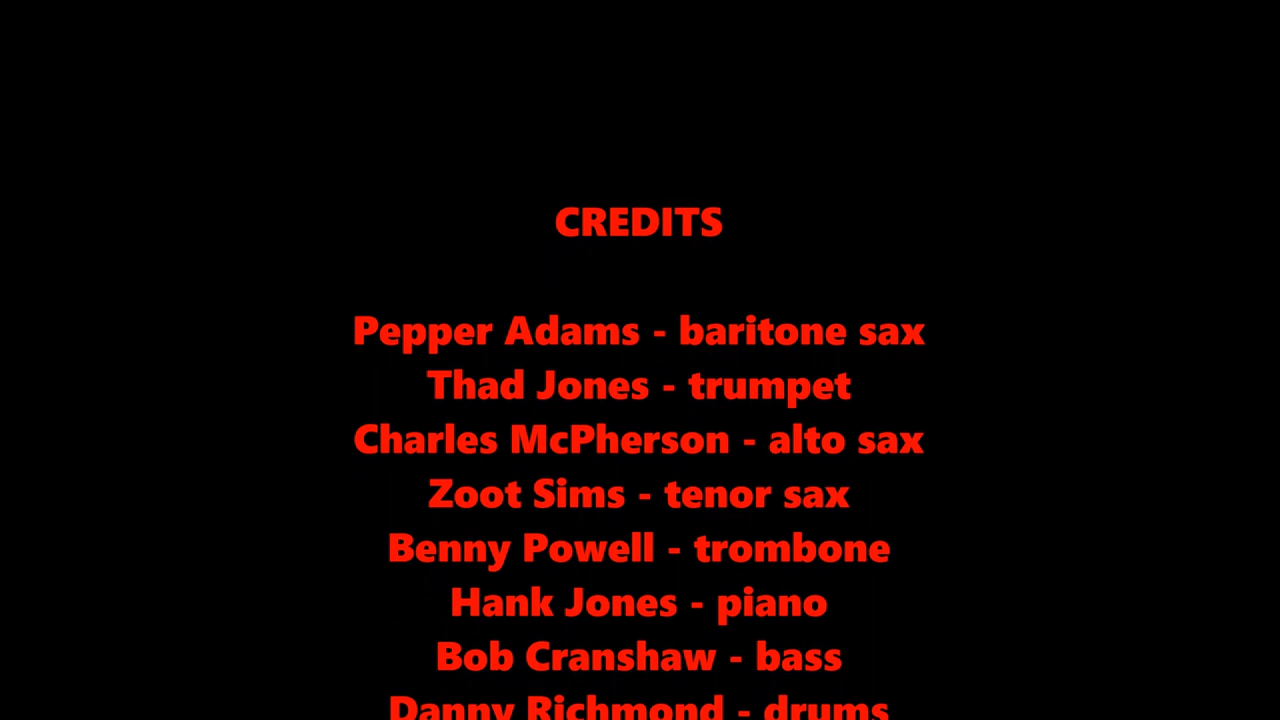 CREDITS
Pepper Adams - baritone sax
Thad Jones - trumpet
Charles McPherson - alto sax
Zoot Sims - tenor sax
Benny Powell - trombone
Hank Jones - piano
Bob Cranshaw - bass
Danny Richmond - drums